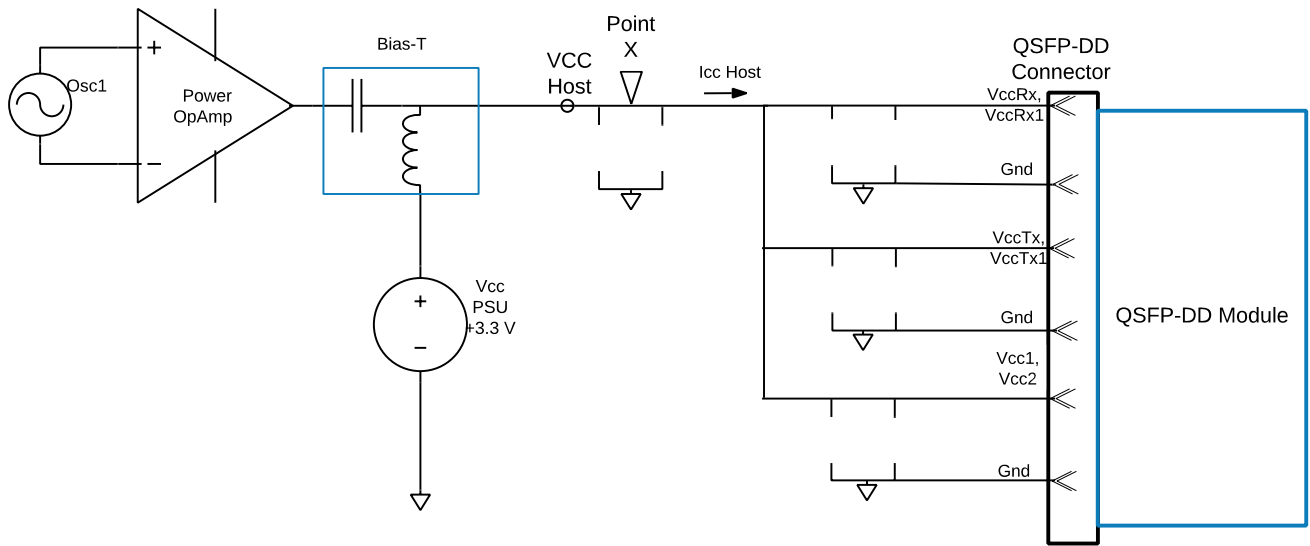 Point
X
Bias-T
QSFP-DD
Connector
VCC
Host
Icc Host
Osc1
+
Power
OpAmp
−
VccRx,
VccRx1
Gnd
VccTx,
VccTx1
Vcc
PSU
+3.3 V
+
−
Gnd
QSFP-DD Module
Vcc1,
Vcc2
Gnd